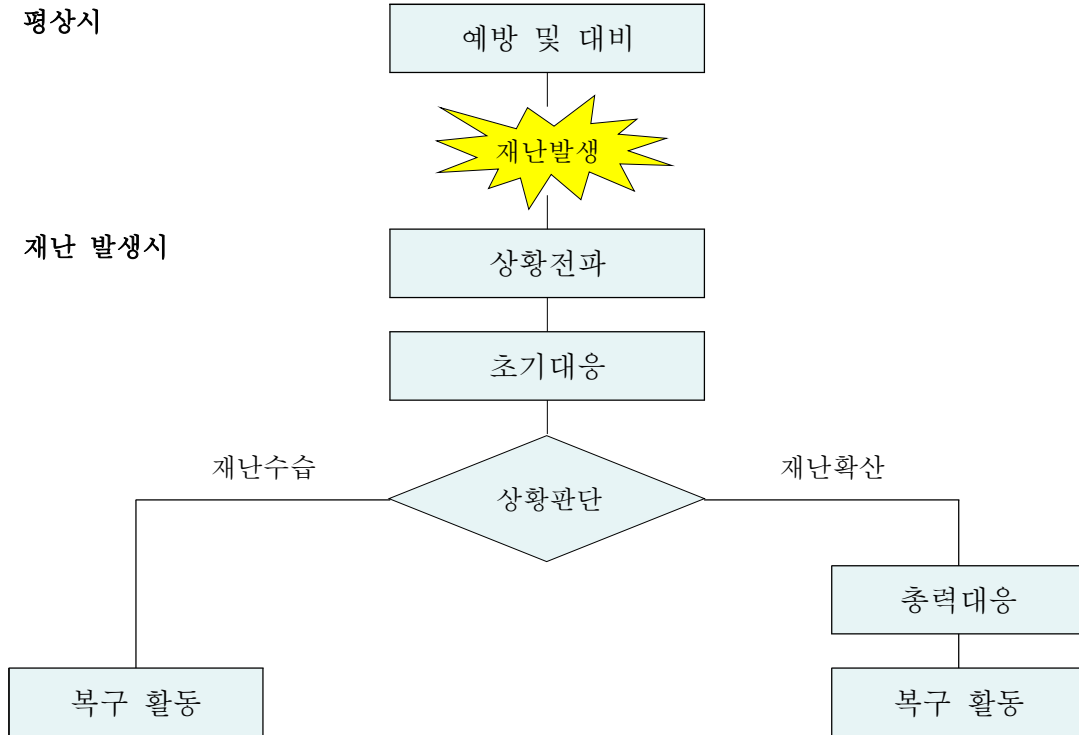 평상시
예방 및 대비
재난발생
재난 발생시
상황전파
초기대응
재난수습
재난확산
상황판단
총력대응
복구 활동
복구 활동